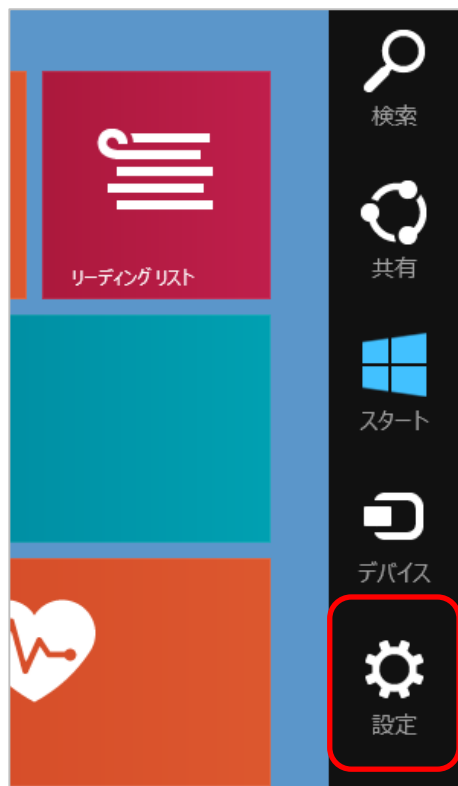 リーディング リスト
検索
共有
スタート
デバイス
設定